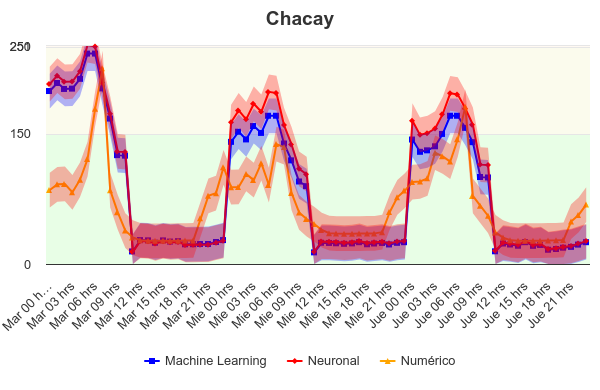 Chacay
250
150
0
Mar 00 h...
Mar 03 hrs
Mar 06 hrs
Mar 09 hrs
Mar 12 hrs
Mar 15 hrs
Mar 18 hrs
Mar 21 hrs
Mie 00 hrs
Mie 03 hrs
Mie 06 hrs
Mie 09 hrs
Mie 12 hrs
Mie 15 hrs
Mie 18 hrs
Mie 21 hrs
Jue 00 hrs
Jue 03 hrs
Jue 06 hrs
Jue 09 hrs
Jue 12 hrs
Jue 15 hrs
Jue 18 hrs
Jue 21 hrs
Machine Learning Neuronal Numérico